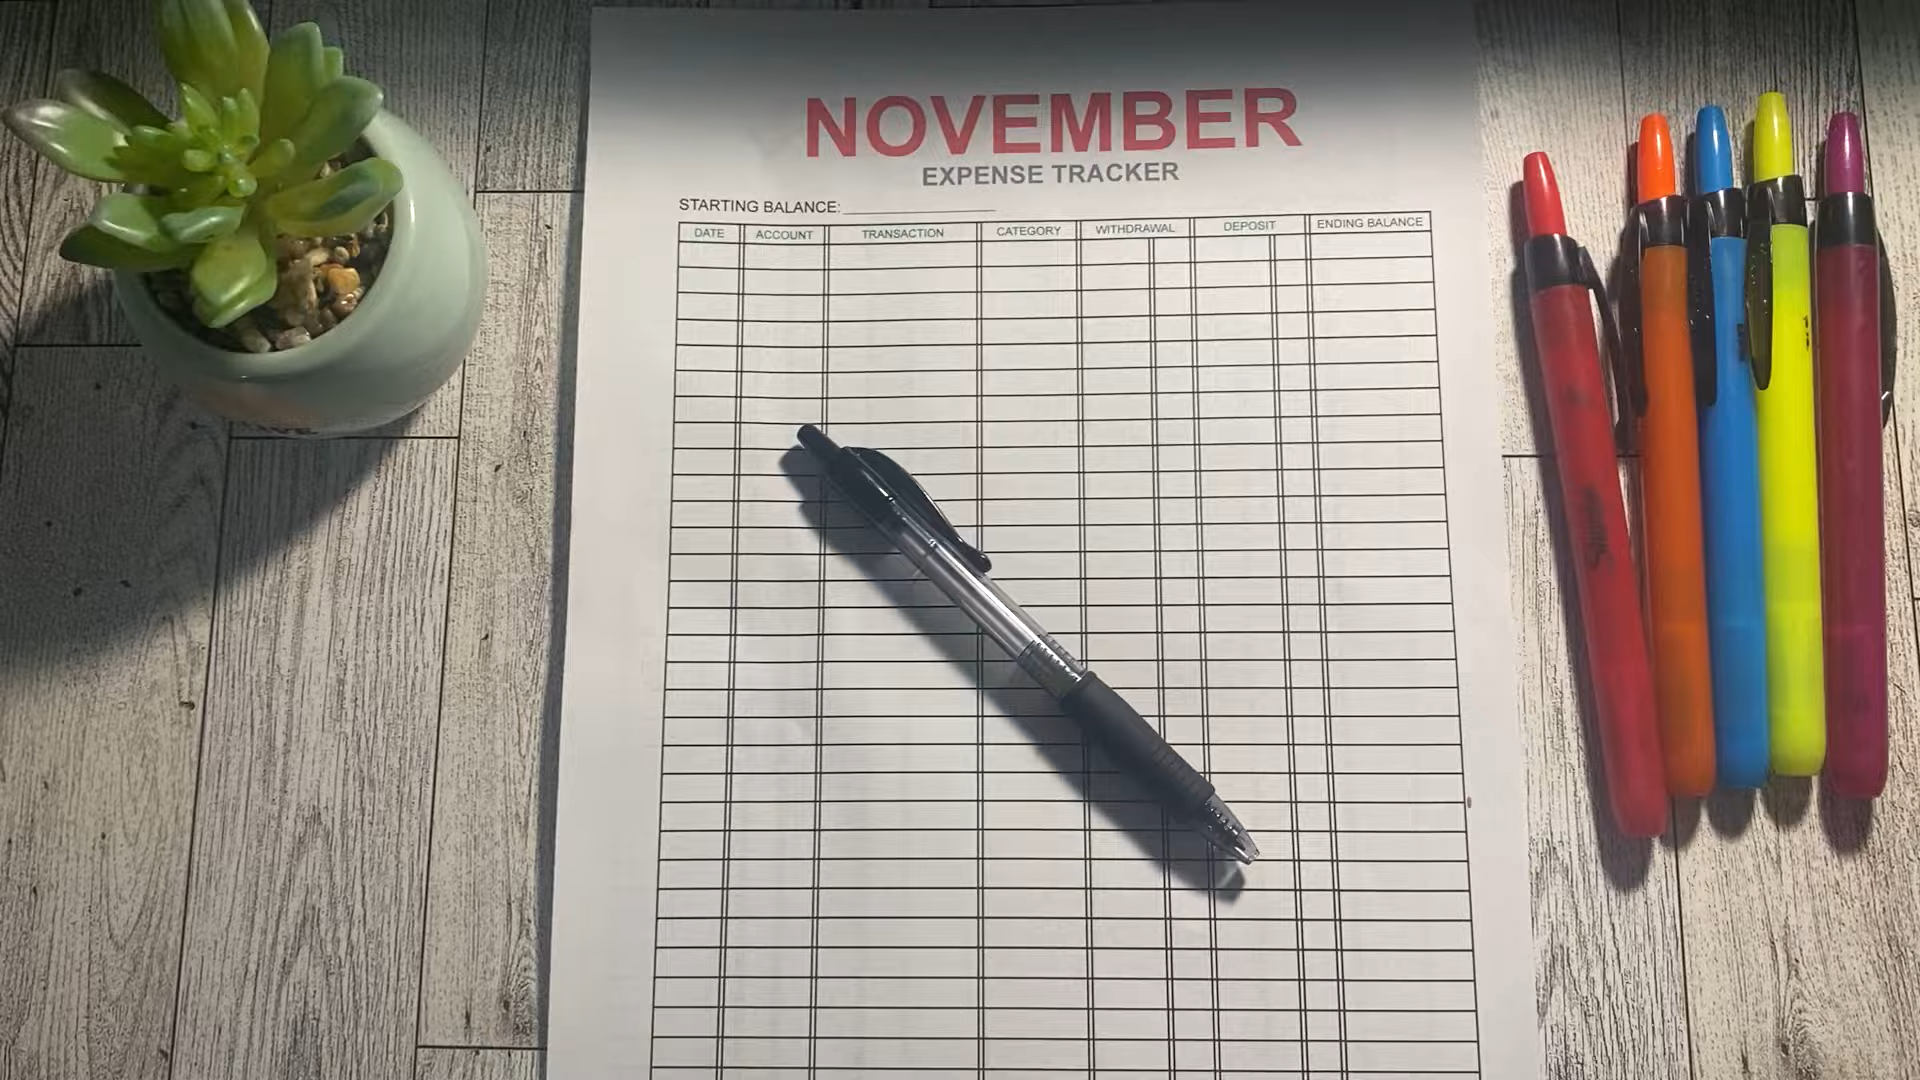 NOVEMBER
EXPENSE TRACKER
STARTING BALANCE:
DATE ACCOUNT TRANSACTION CATEGORY WITHDRAWAL DEPOSIT ENDING BALANCE